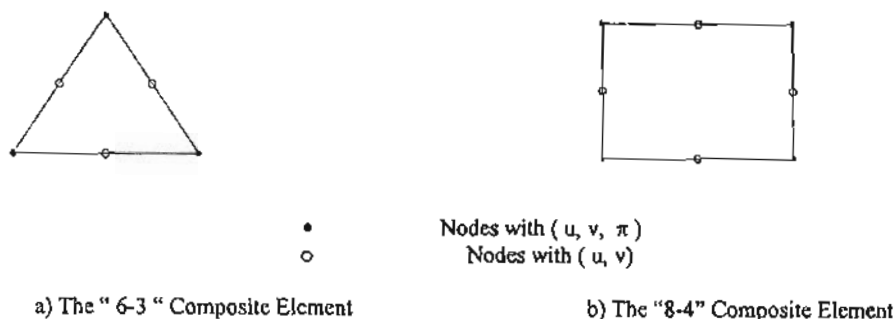 Nodes with ( u, v, π )
Nodes with ( u, v)
a) The “ 6-3 “ Composite Element
b) The “8-4” Composite Element